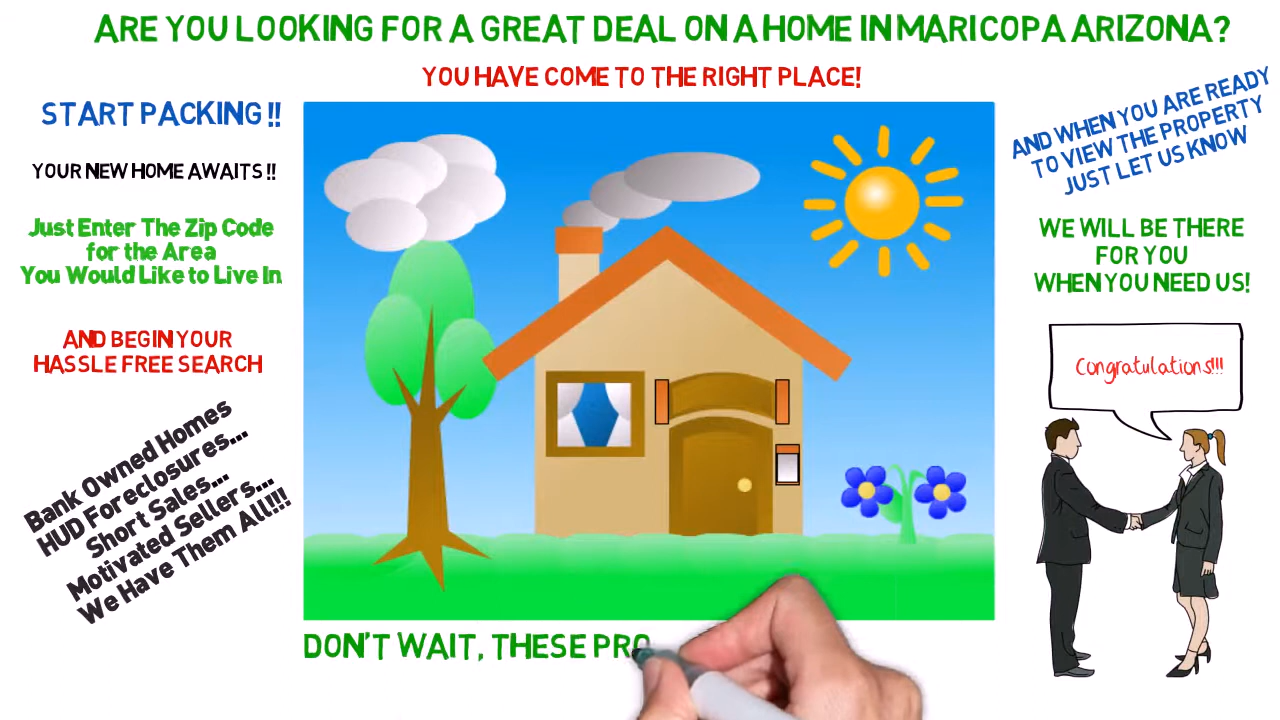 ARE YOU LOOKING FOR A GREAT DEAL ON A HOME IN MARICOPA ARIZONA?
YOU HAVE COME TO THE RIGHT PLACE!
START PACKING !!
YOUR NEW HOME AWAITS !!
Just Enter The Zip Code
for the Area
You Would Like to Live In
AND BEGIN YOUR
HASSLE FREE SEARCH
Bank Owned Homes
HUD Foreclosures...
Short Sales...
Motivated Sellers...
We Have Them All!!!
AND WHEN YOU ARE READY
TO VIEW THE PROPERTY
JUST LET US KNOW
WE WILL BE THERE
FOR YOU
WHEN YOU NEED US!
Congratulations!!!
DON'T WAIT, THESE PRO